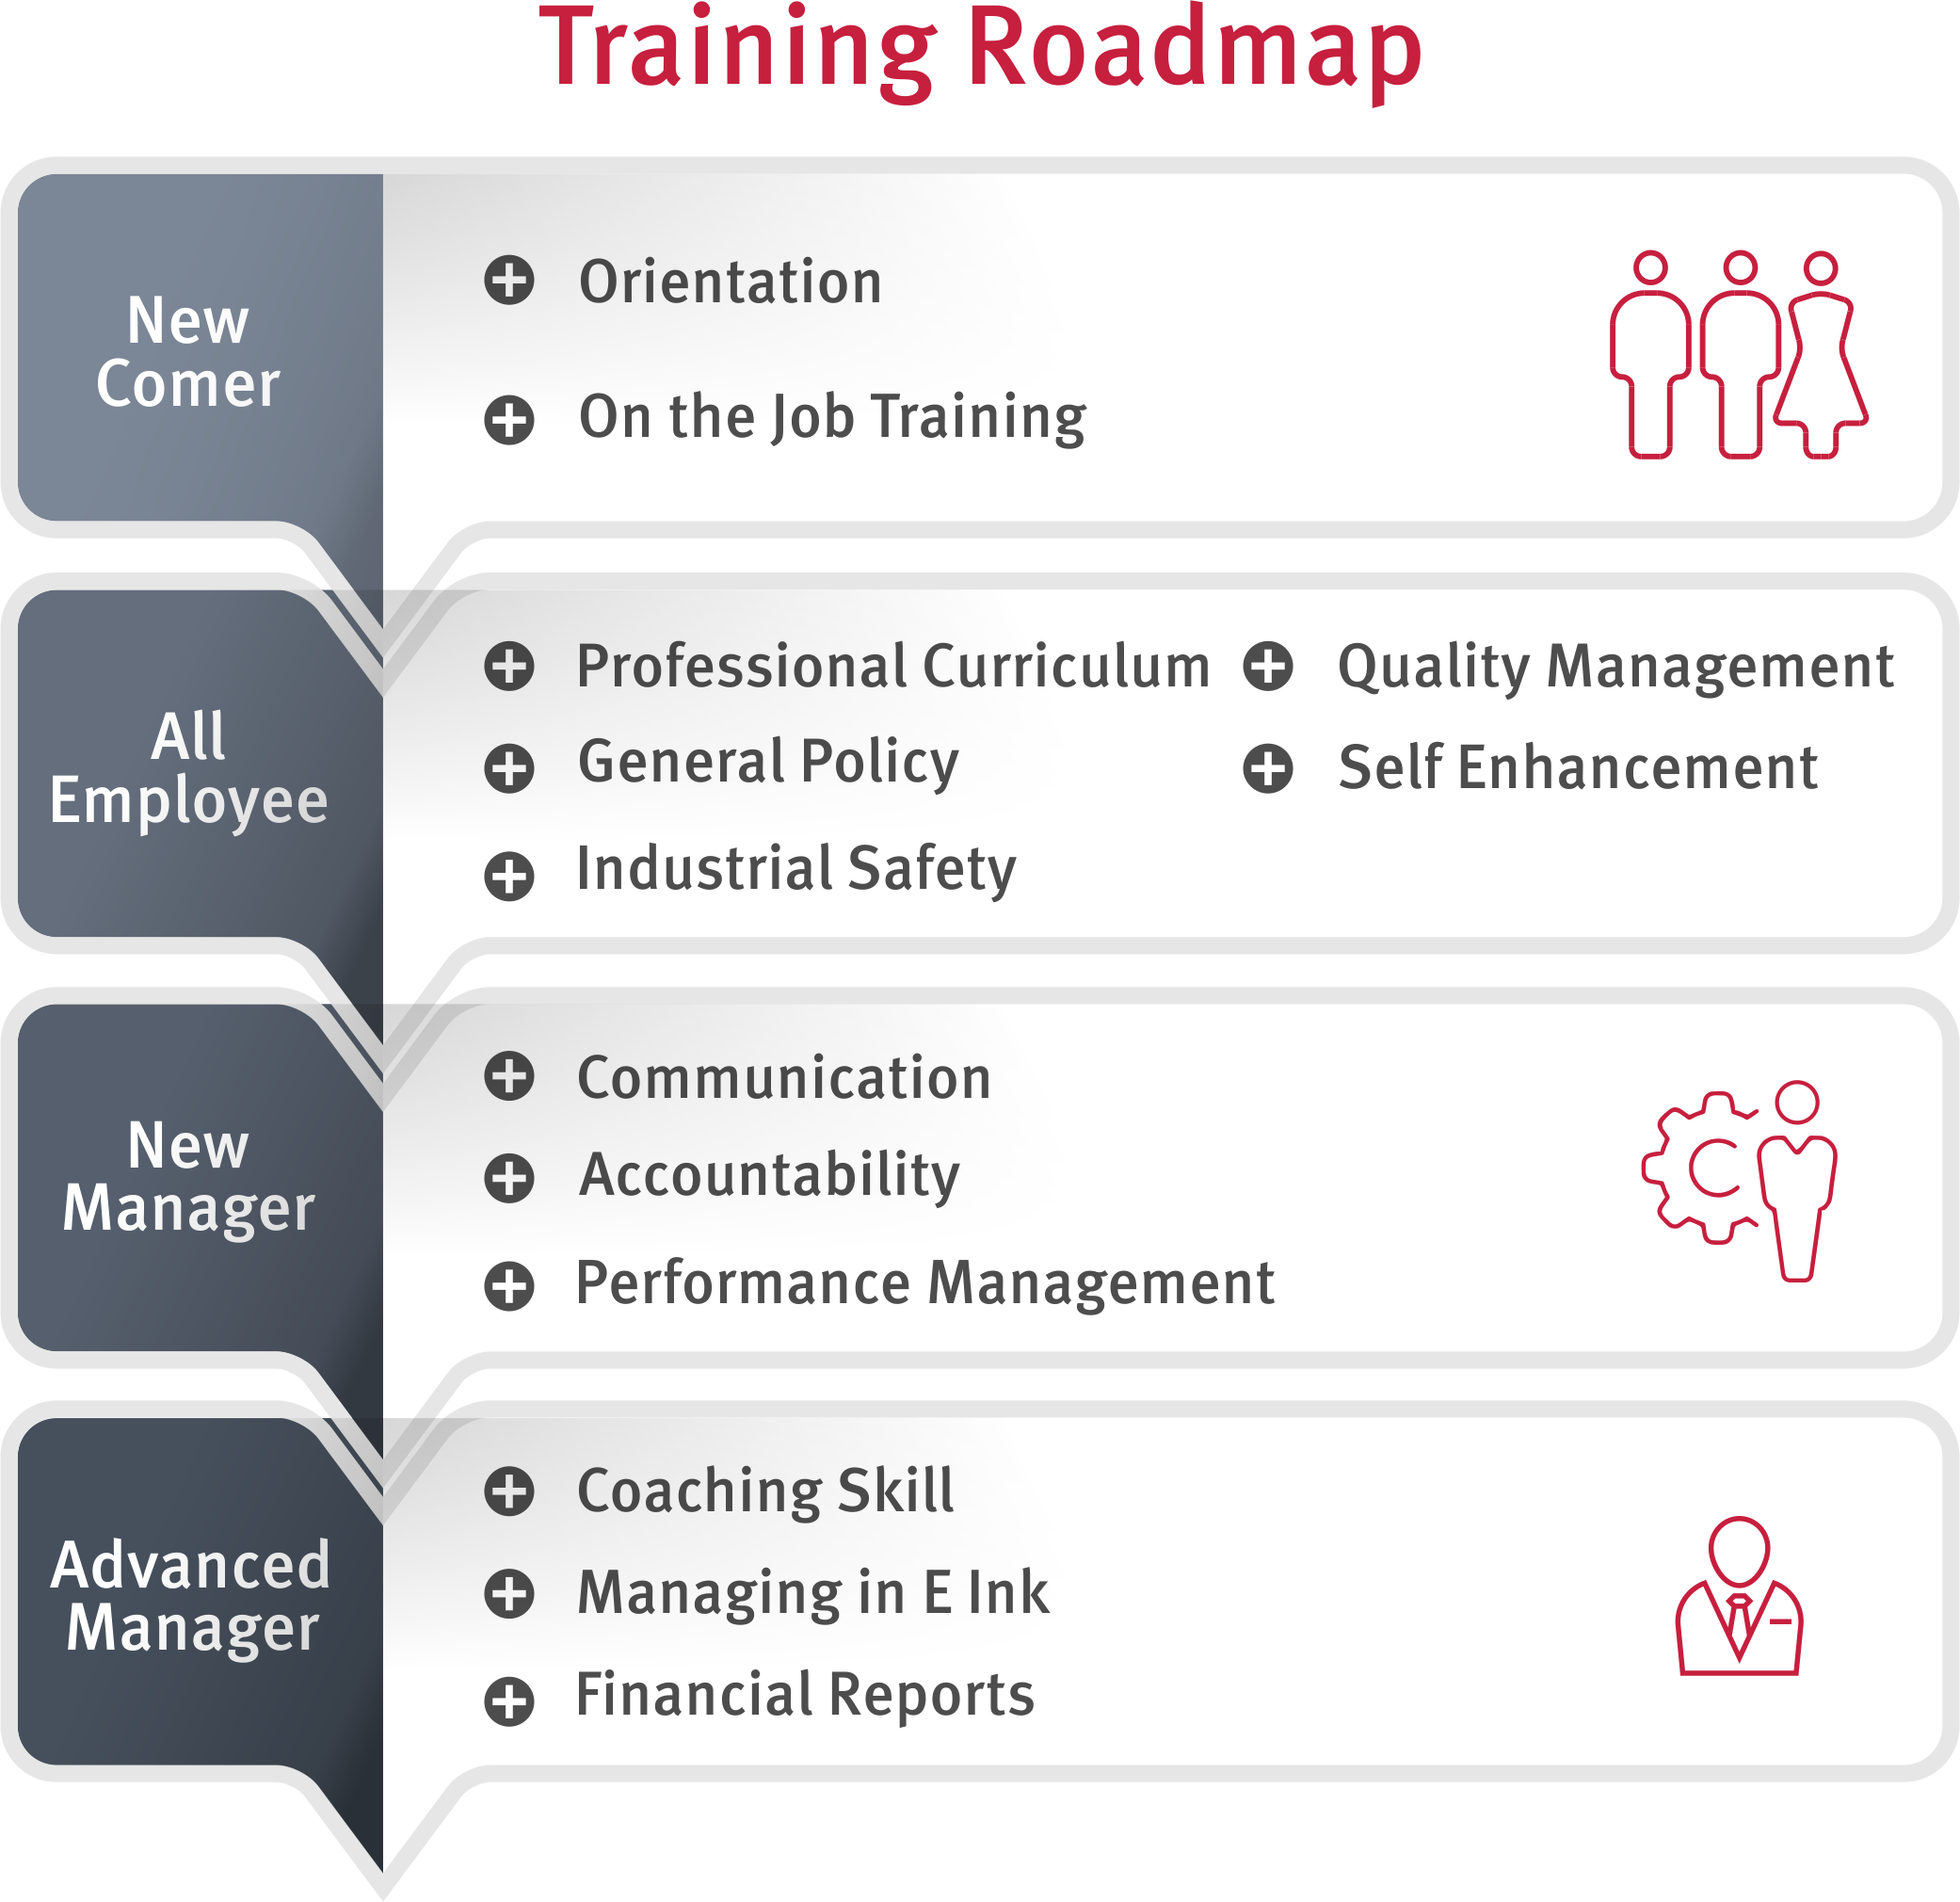 Training Roadmap
New
Comer
Orientation
On the Job Training
All
Employee
Professional Curriculum
General Policy
Industrial Safety
Quality Management
Self Enhancement
New
Manager
Communication
Accountability
Performance Management
Advanced
Manager
Coaching Skill
Managing in E Ink
Financial Reports